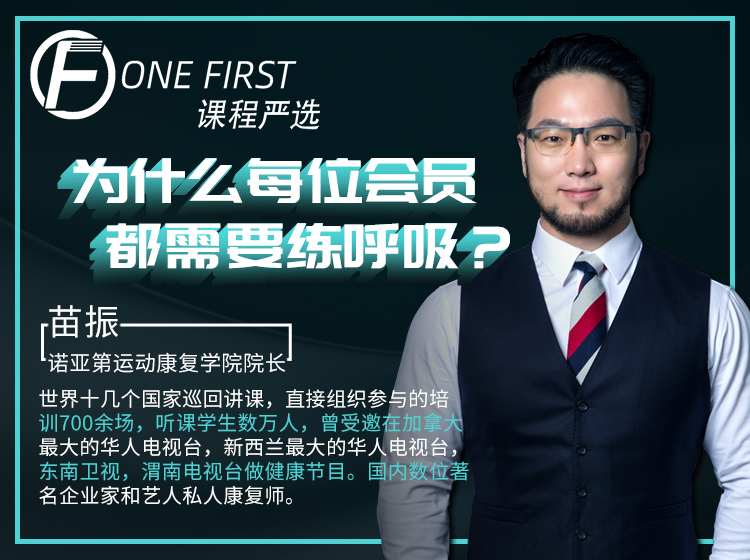 F ONE FIRST
课程严选
为什么每位会员
都需要练呼吸?
苗振
诺亚第运动康复学院院长
世界十几个国家巡回讲课，直接组织参与的培
训700余场，听课学生数万人，曾受邀在加拿大
最大的华人电视台，新西兰最大的华人电视台，
东南卫视，渭南电视台做健康节目。国内数位著
名企业家和艺人私人康复师。